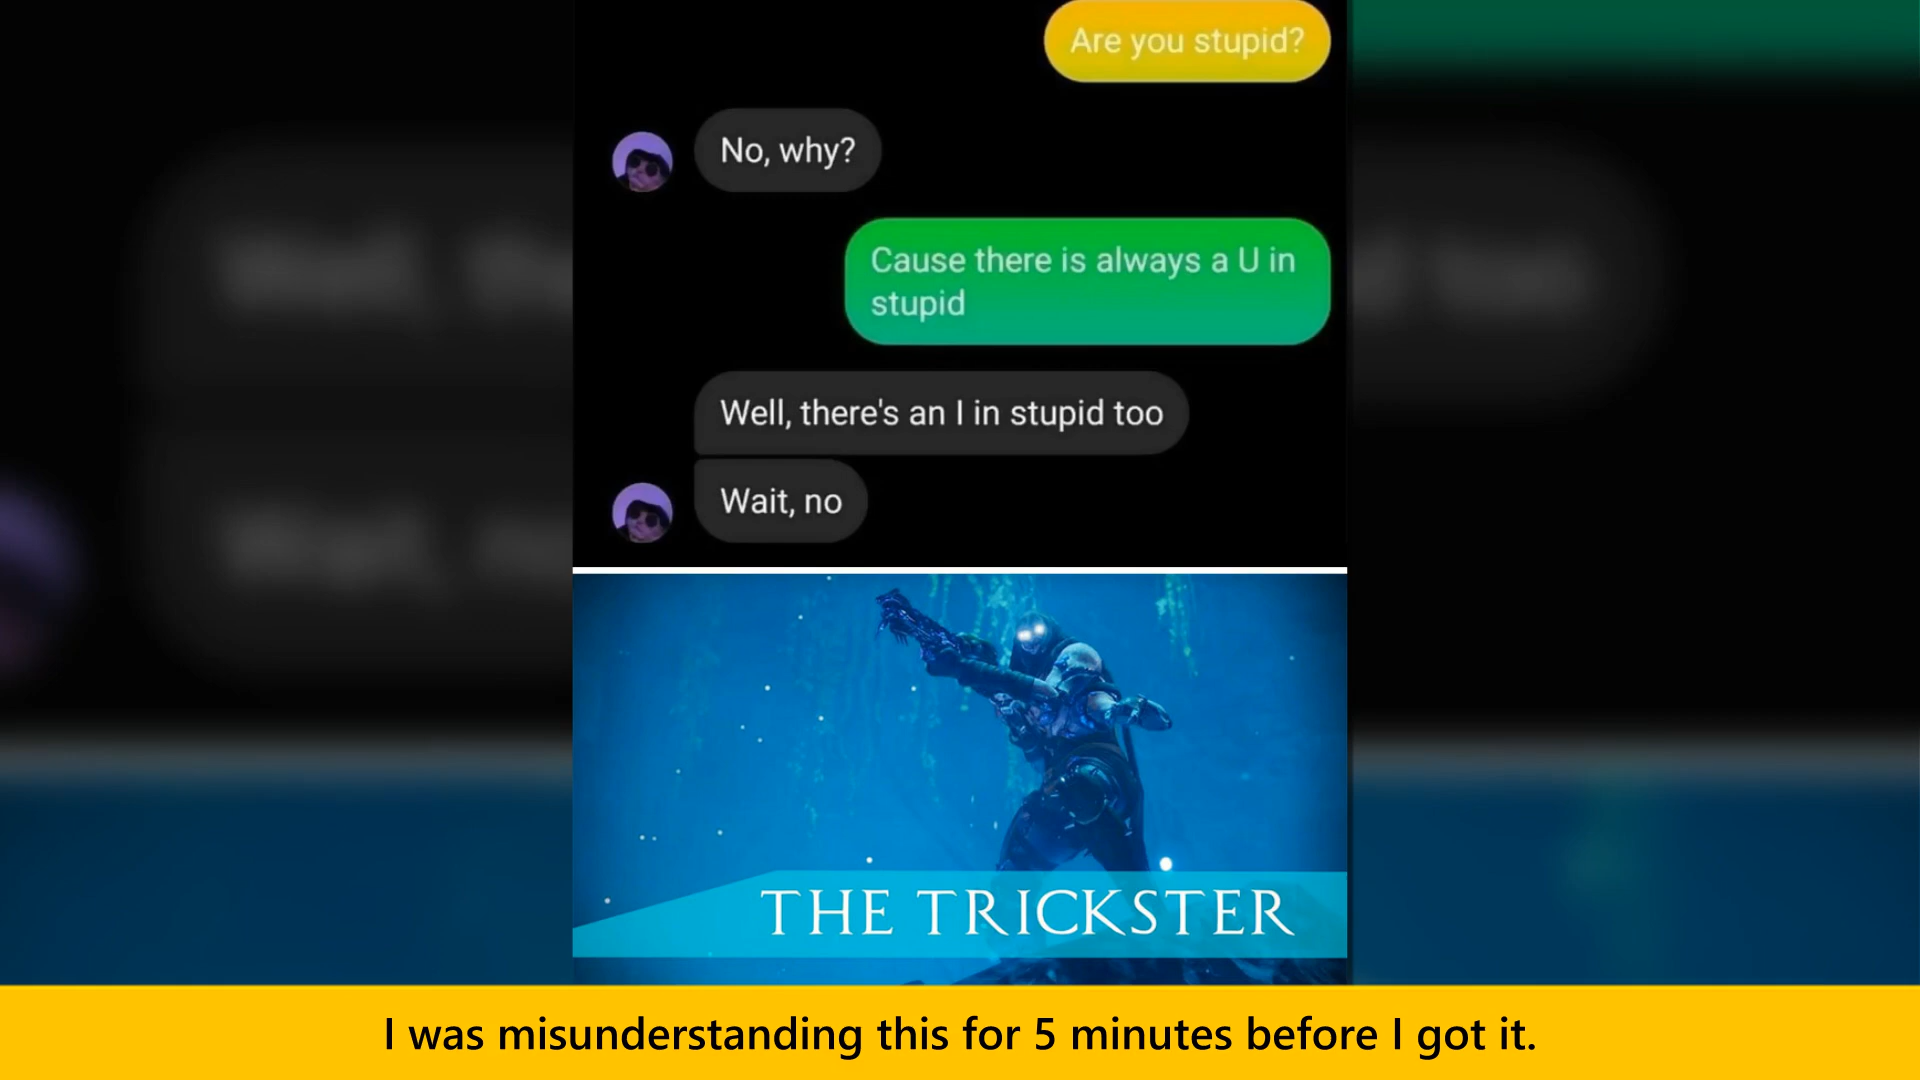 Are you stupid?
No, why?
Cause there is always a U in
stupid
Well, there's an I in stupid too
Wait, no
THE TRICKSTER
I was misunderstanding this for 5 minutes before I got it.